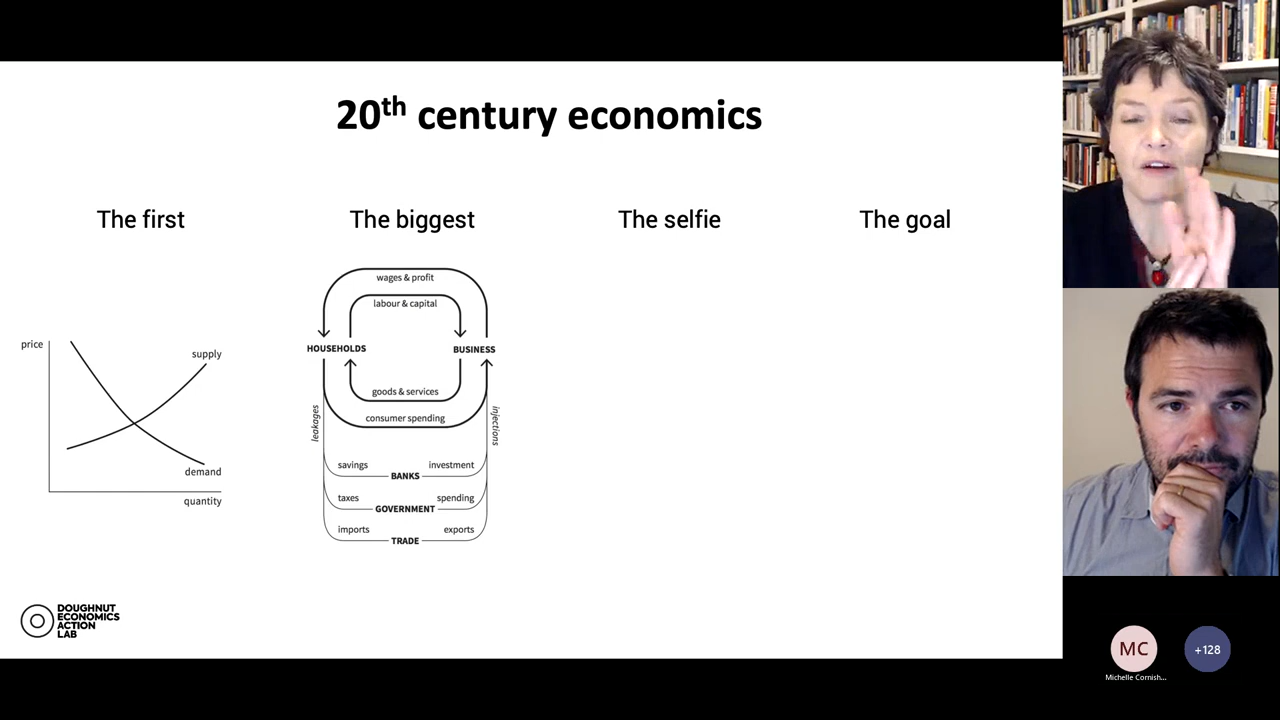 20th century economics
The first
The biggest
The selfie
The goal
price
supply
demand
quantity
wages & profit
labour & capital
HOUSEHOLDS
BUSINESS
goods & services
consumer spending
leakages
injections
savings
investment
BANKS
taxes
spending
GOVERNMENT
imports
exports
TRADE
DOUGHNUT
ECONOMICS
ACTION
LAB
MC
+128
Michelle Cornish...